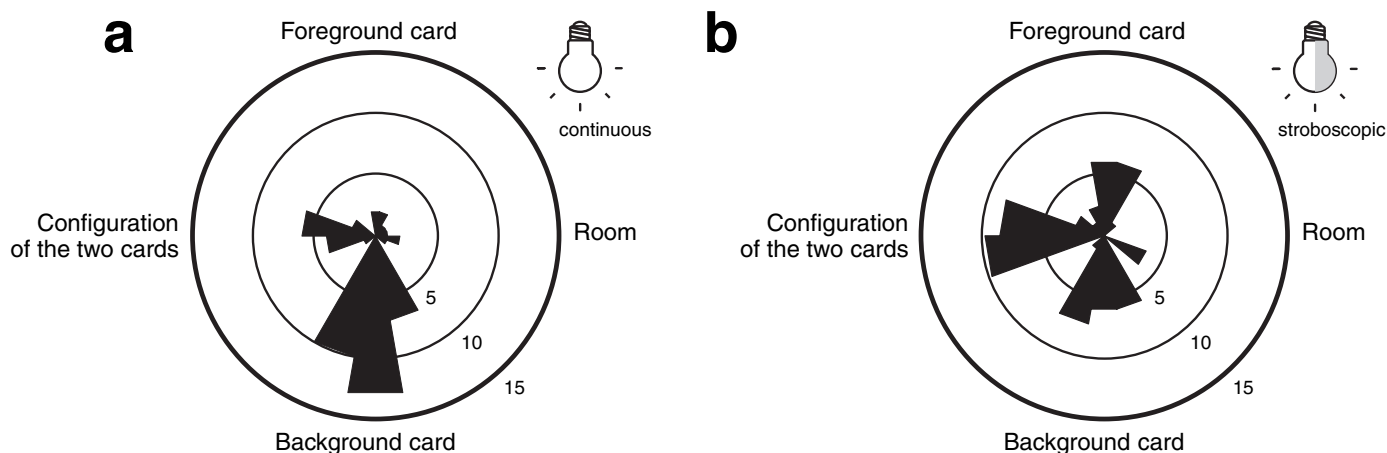 a
Foreground card
continuous
Configuration
of the two cards
Room
5
10
15
Background card
b
Foreground card
stroboscopic
Configuration
of the two cards
Room
5
10
15
Background card